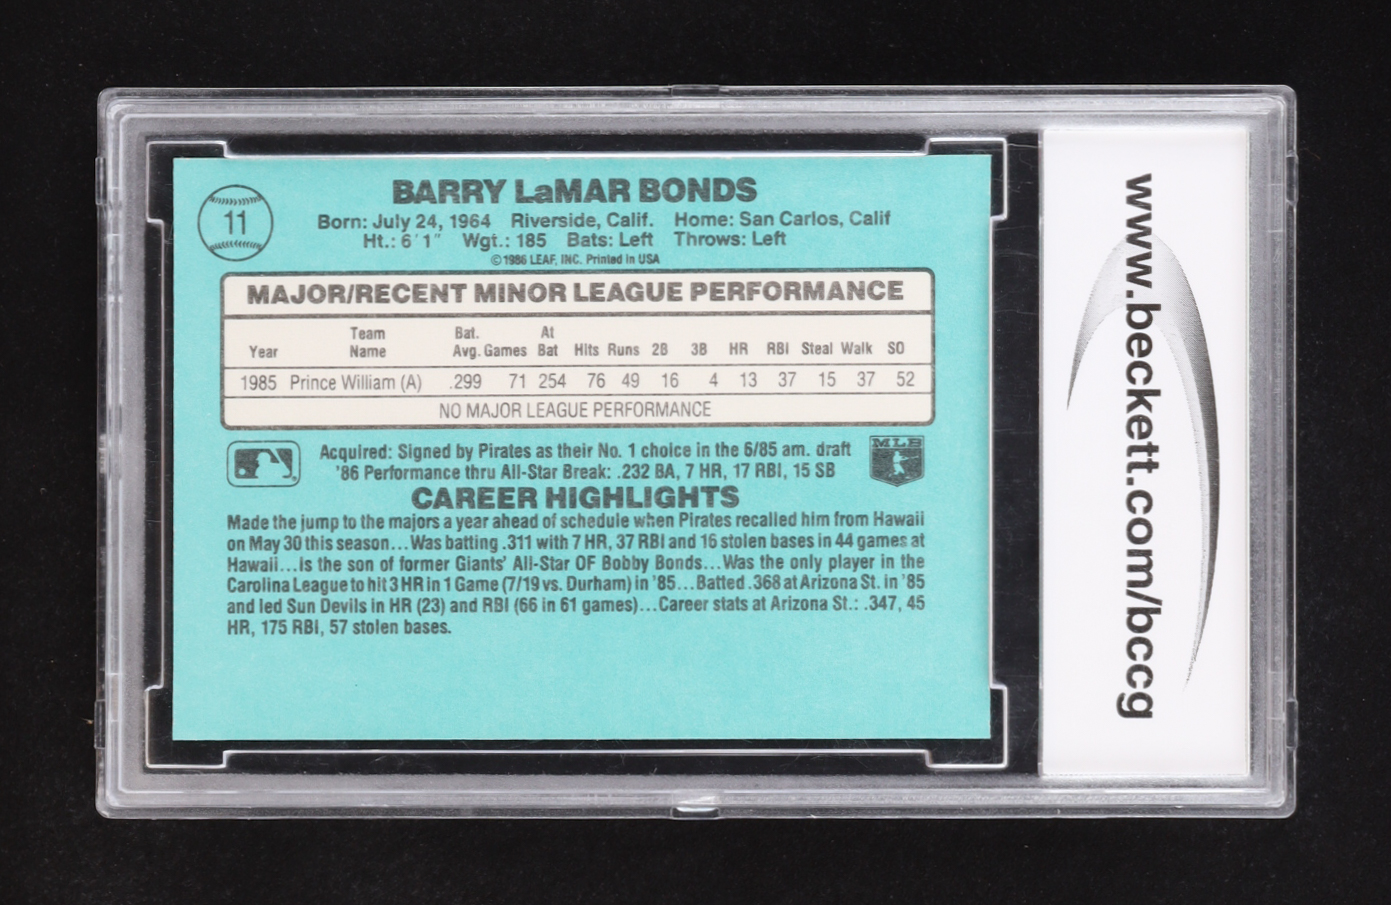 11
BARRY LaMAR BONDS
Born: July 24, 1964 Riverside, Calif. Home: San Carlos, Calif
Ht.: 6'1" Wgt.: 185 Bats: Left Throws: Left
©1986 LEAF, INC. Printed in USA
MAJOR/RECENT MINOR LEAGUE PERFORMANCE
Year Team Name Bat. Avg. Games At Bat Hits Runs 2B 3B HR RBI Steal Walk SO
1985 Prince William (A) .299 71 254 76 49 16 4 13 37 15 37 52
NO MAJOR LEAGUE PERFORMANCE
Acquired: Signed by Pirates as their No. 1 choice in the 6/85 am. draft
'86 Performance thru All-Star Break: .232 BA, 7 HR, 17 RBI, 15 SB
MLB
CAREER HIGHLIGHTS
Made the jump to the majors a year ahead of schedule when Pirates recalled him from Hawaii
on May 30 this season...Was batting .311 with 7 HR, 37 RBI and 16 stolen bases in 44 games at
Hawaii...Is the son of former Giants' All-Star OF Bobby Bonds...Was the only player in the
Carolina League to hit 3 HR in 1 Game (7/19 vs. Durham) in '85...Batted .368 at Arizona St. in '85
and led Sun Devils in HR (23) and RBI (66 in 61 games)...Career stats at Arizona St.: .347, 45
HR, 175 RBI, 57 stolen bases.
www.beckett.com/bccg